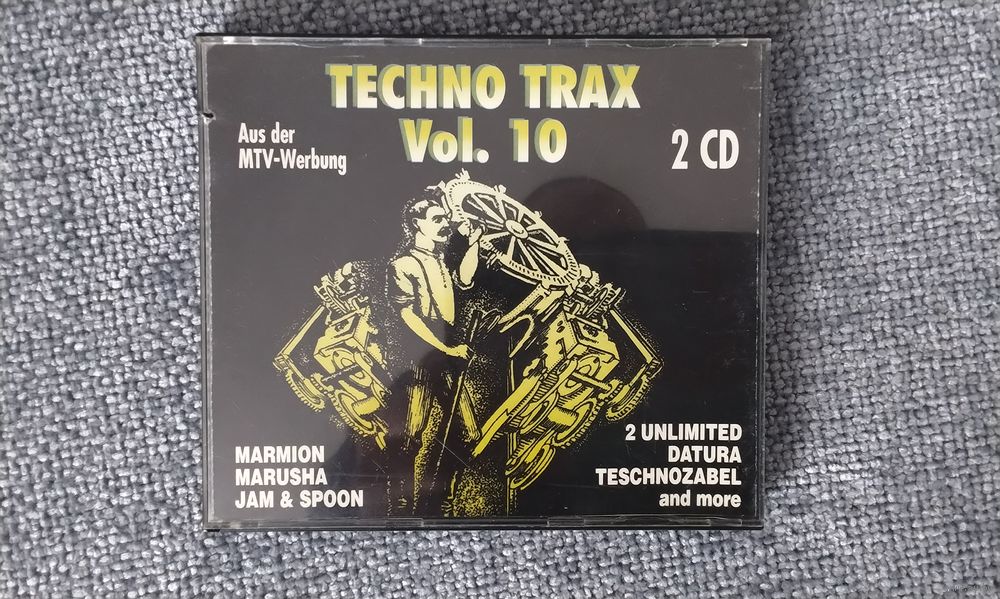 TECHNO TRAX
Vol. 10
Aus der
MTV-Werbung
2 CD
MARMION
MARUSHA
JAM & SPOON
2 UNLIMITED
DATURA
TESCHNOZABEL
and more